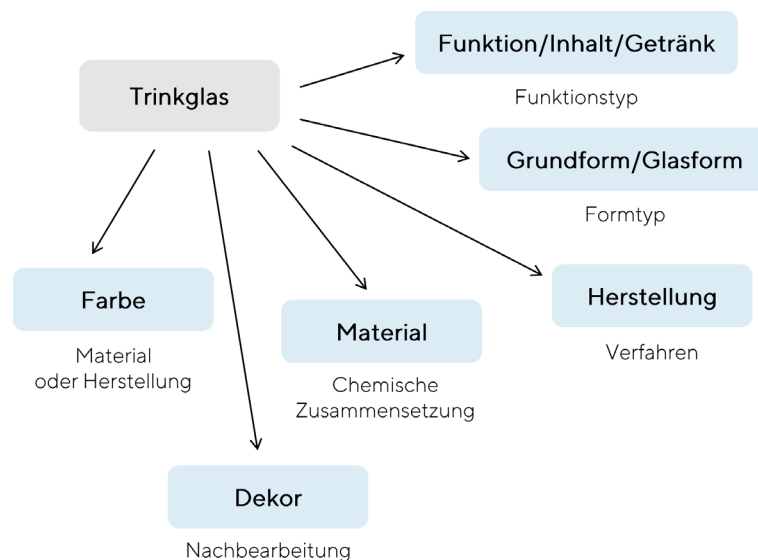 Funktion/Inhalt/Getränk
Trinkglas
Funktionstyp
Grundform/Glasform
Formtyp
Farbe
Herstellung
Material
Material
oder Herstellung
Verfahren
Chemische
Zusammensetzung
Dekor
Nachbearbeitung